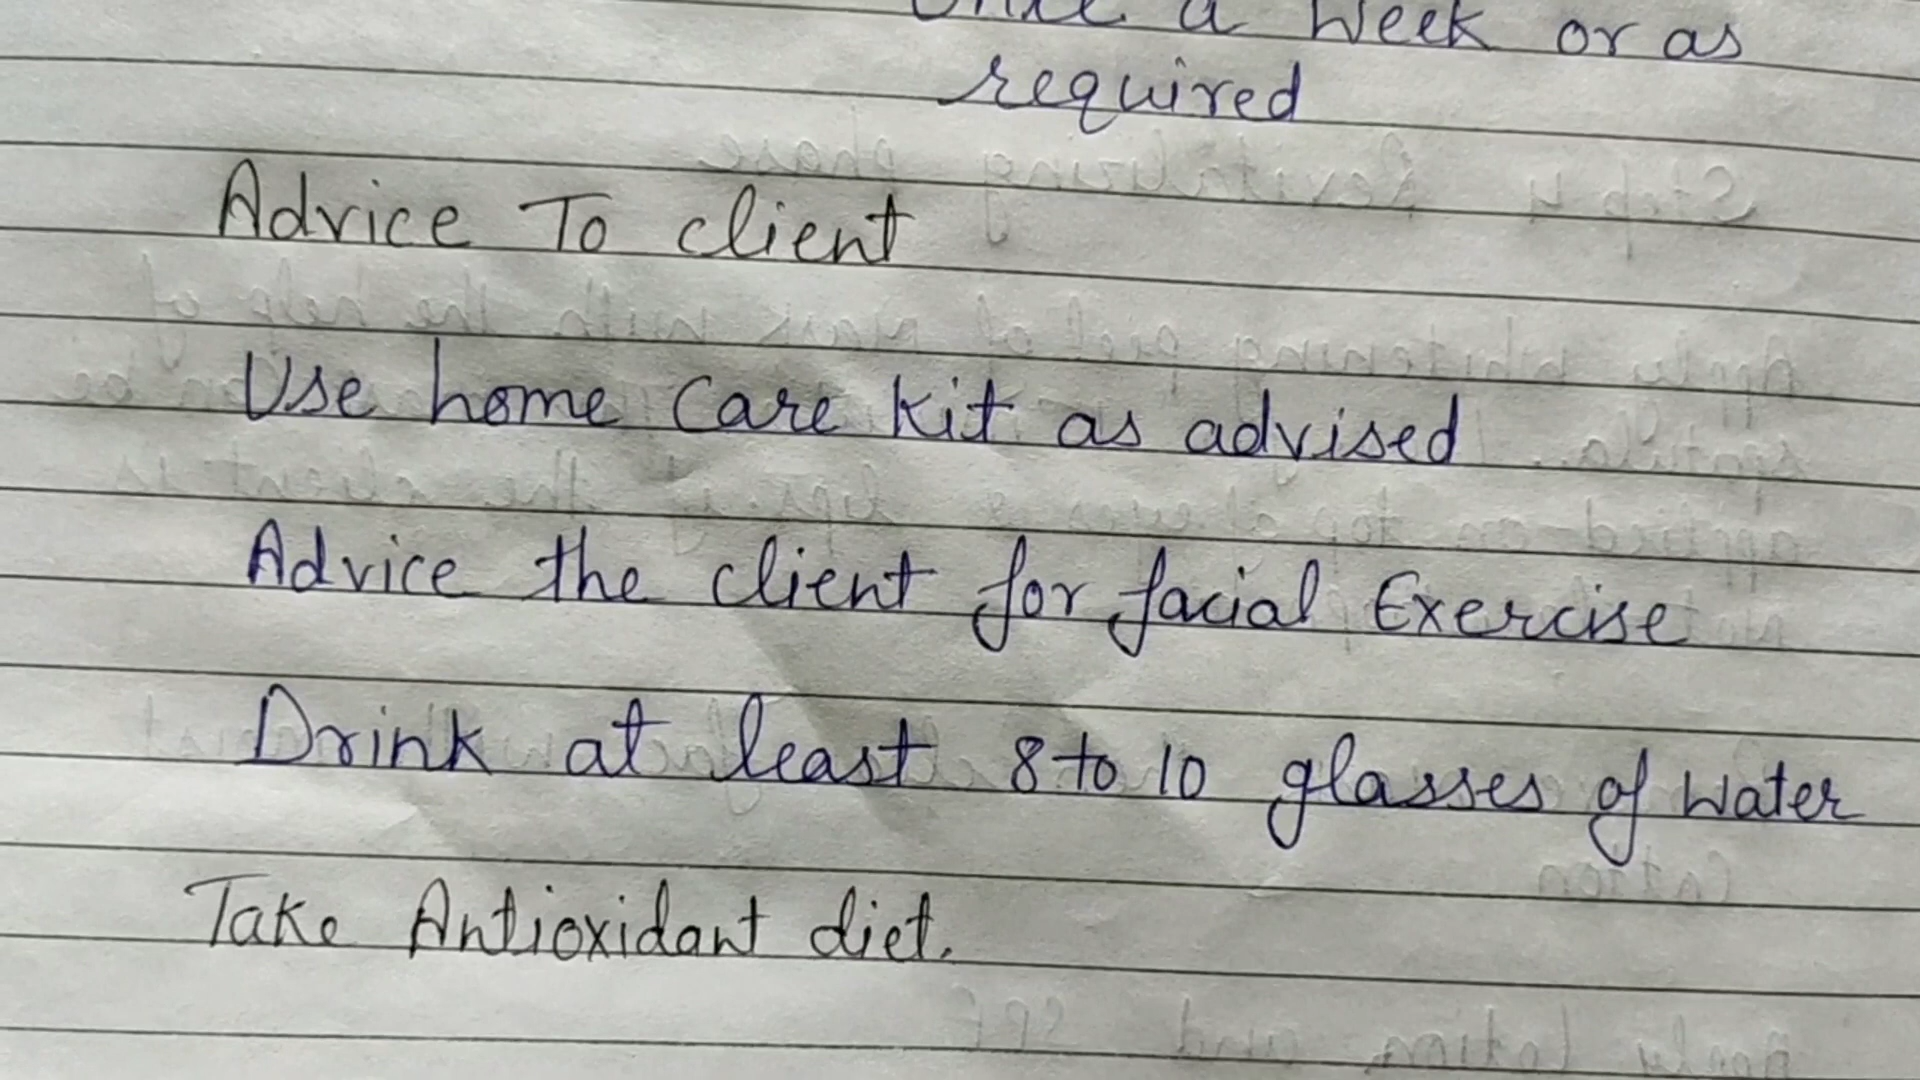 Once a Week or as
required
Advice To client
Use home Care Kit as advised
Advice the client for facial Exercise
Drink at least 8 to 10 glasses of Water
Take Antioxidant diet.